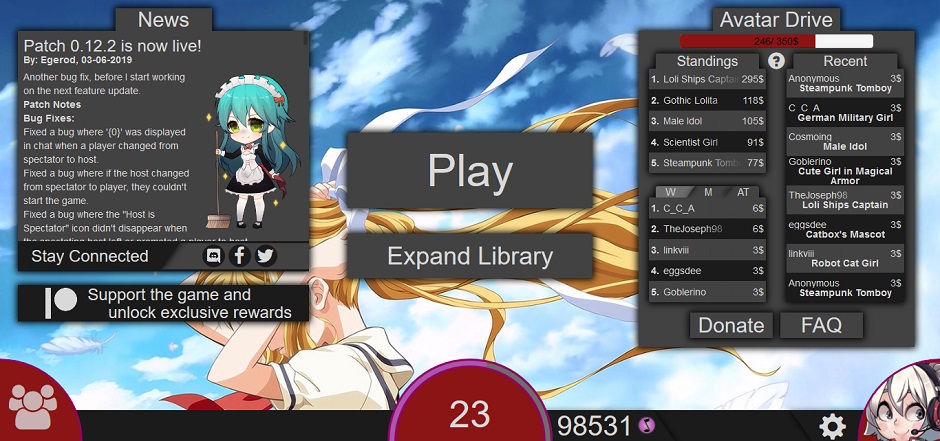 News
Patch 0.12.2 is now live!
By: Egerod, 03-06-2019
Another bug fix, before I start working
on the next feature update.
Patch Notes
Bug Fixes:
Fixed a bug where '{0}' was displayed
in chat when a player changed from
spectator to host.
Fixed a bug where if the host changed
from spectator to player, they couldn't
start the game.
Fixed a bug where the "Host is
Spectator" icon didn't disappear when
Stay Connected
Support the game and
unlock exclusive rewards
Play
Expand Library
Avatar Drive
246/ 350$
Standings
?
1. Loli Ships Captain 295$
2. Gothic Lolita 118$
3. Male Idol 105$
4. Scientist Girl 91$
5. Steampunk Tomb 77$
W M AT
1. C_C_A 6$
2. TheJoseph98 6$
3. linkviii 3$
4. eggsdee 3$
5. Goblerino 3$
Recent
Anonymous 3$
Steampunk Tomboy
C_C_A 3$
German Military Girl
Cosmoing 3$
Male Idol
Goblerino 3$
Cute Girl in Magical
Armor
TheJoseph98 3$
Loli Ships Captain
eggsdee 3$
Catbox's Mascot
linkviii 3$
Robot Cat Girl
Anonymous 3$
Steampunk Tomboy
Donate
FAQ
23
98531